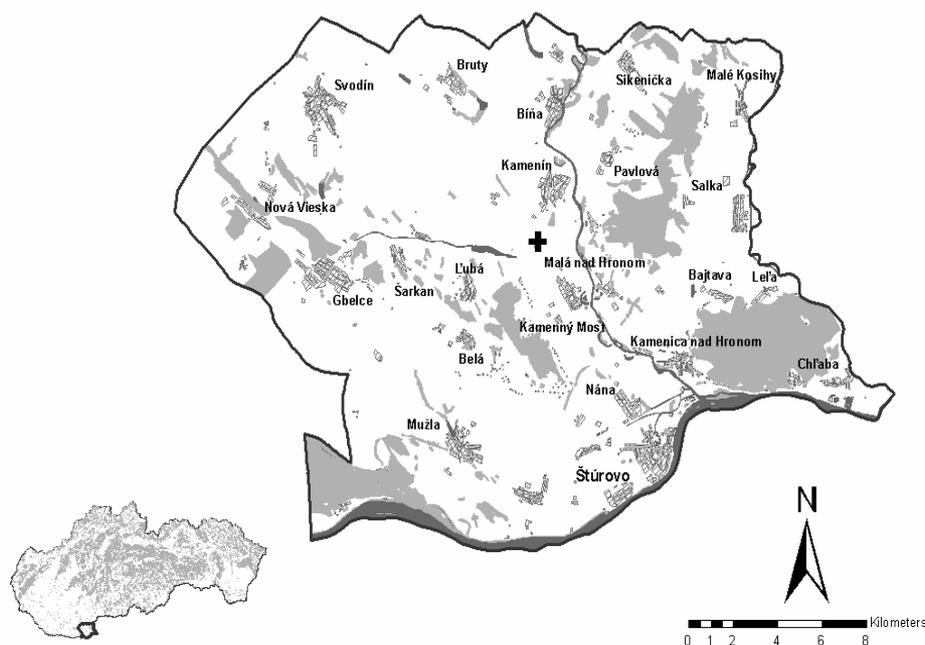 Bruty
Svodín
Sikenička
Malé Kosihy
Bíňa
Kamenín
Pavlová
Salka
Nová Vieska
Malá nad Hronom
Ľubá
Bajtava
Leľa
Šarkan
Gbelce
Kamenný Most
Kamenica nad Hronom
Belá
Chľaba
Nána
Mužla
Štúrovo
N
Kilometers
0 1 2 4 6 8